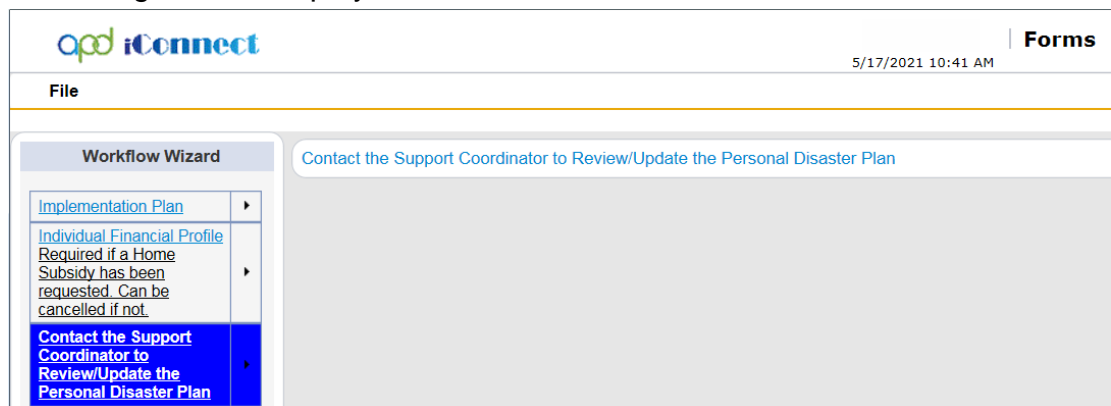 apd iConnect
Forms
5/17/2021 10:41 AM
File
Workflow Wizard
Contact the Support Coordinator to Review/Update the Personal Disaster Plan
Implementation Plan
Individual Financial Profile
Required if a Home
Subsidy has been
requested. Can be
cancelled if not.
Contact the Support
Coordinator to
Review/Update the
Personal Disaster Plan